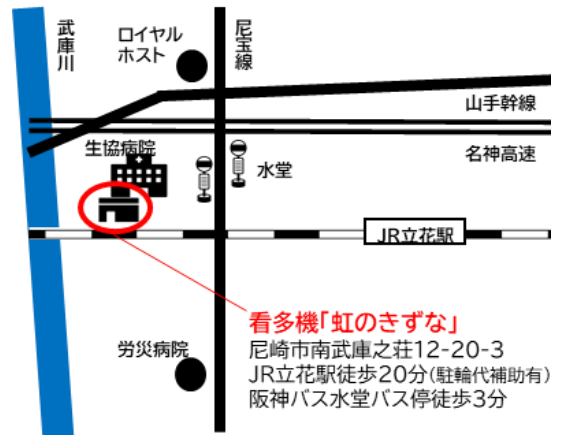 武庫川
ロイヤル
ホスト
尼宝線
山手幹線
生協病院
名神高速
水堂
JR立花駅
看多機「虹のきずな」
労災病院
尼崎市南武庫之荘12-20-3
JR立花駅徒歩20分(駐輪代補助有)
阪神バス水堂バス停徒歩3分